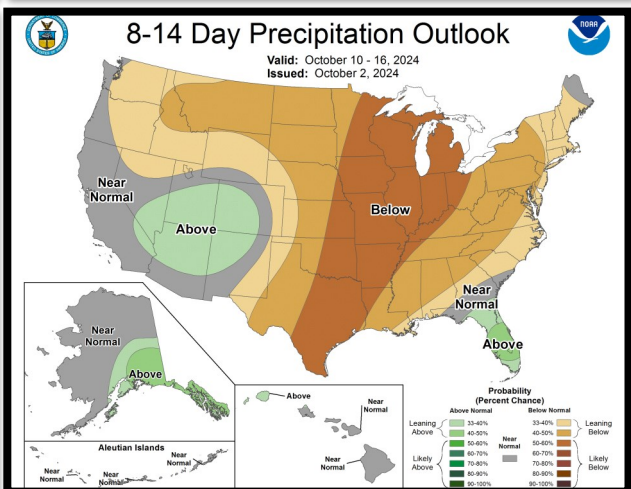 8-14 Day Precipitation Outlook
Valid: October 10 - 16, 2024
Issued: October 2, 2024
NOAA
Near
Normal
Above
Below
Near
Normal
Above
Near
Normal
Above
Aleutian Islands
Near
Normal
Near
Normal
Near
Normal
Above
Near
Normal
Near
Normal
Probability
(Percent Chance)
Above Normal
Below Normal
Leaning
Above
33-40%
40-50%
Likely
Above
50-60%
60-70%
70-80%
80-90%
90-100%
Near
Normal
33-40%
40-50%
Leaning
Below
50-60%
60-70%
70-80%
80-90%
90-100%
Likely
Below